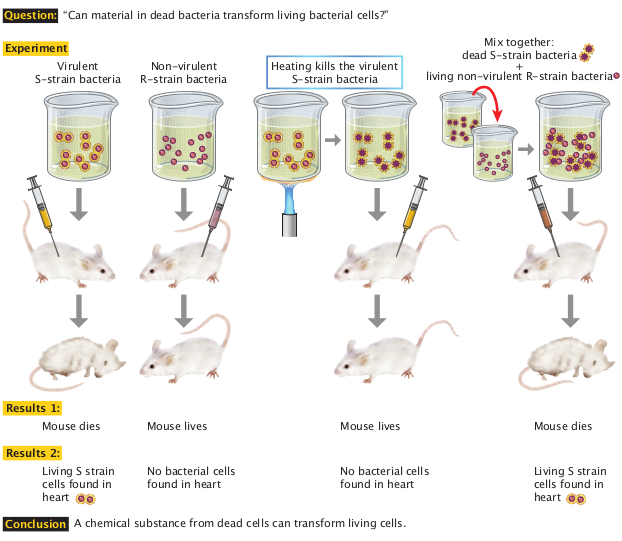 Question: “Can material in dead bacteria transform living bacterial cells?”
Experiment
Virulent
S-strain bacteria
Non-virulent
R-strain bacteria
Heating kills the virulent
S-strain bacteria
Mix together:
dead S-strain bacteria
+
living non-virulent R-strain bacteria
Results 1:
Mouse dies
Mouse lives
Mouse lives
Mouse dies
Results 2:
Living S strain
cells found in
heart
No bacterial cells
found in heart
No bacterial cells
found in heart
Living S strain
cells found in
heart
Conclusion A chemical substance from dead cells can transform living cells.